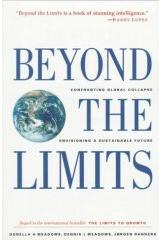 "Beyond the Limits is a book of stunning intelligence."
—BARRY LOPEZ
BEYOND
CONFRONTING GLOBAL COLLAPSE
THE
ENVISIONING A SUSTAINABLE FUTURE
LIMITS
Sequel to the international bestseller THE LIMITS TO GROWTH
DONELLA H. MEADOWS, DENNIS L. MEADOWS, JØRGEN RANDERS